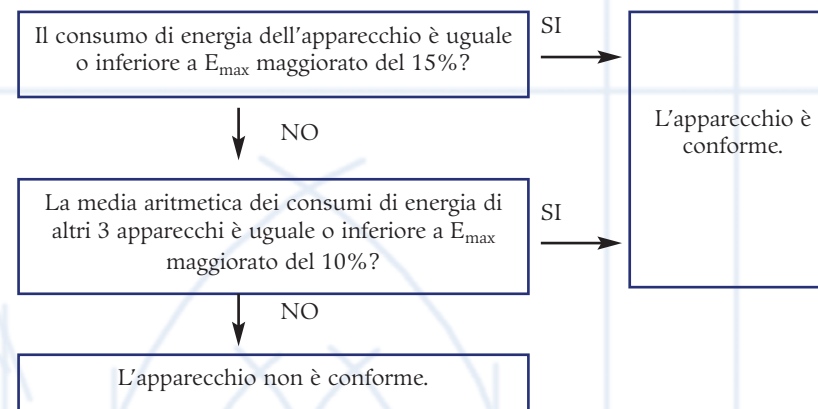 Il consumo di energia dell'apparecchio è uguale
o inferiore a Emax maggiorato del 15%?
SI
L'apparecchio è
conforme.
NO
La media aritmetica dei consumi di energia di
altri 3 apparecchi è uguale o inferiore a Emax
maggiorato del 10%?
SI
NO
L'apparecchio non è conforme.